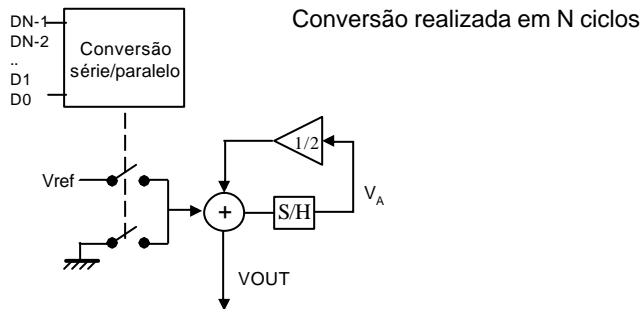 Conversão realizada em N ciclos
DN-1
DN-2
..
D1
D0
Conversão
série/paralelo
1/2
Vref
+
S/H
VA
VOUT